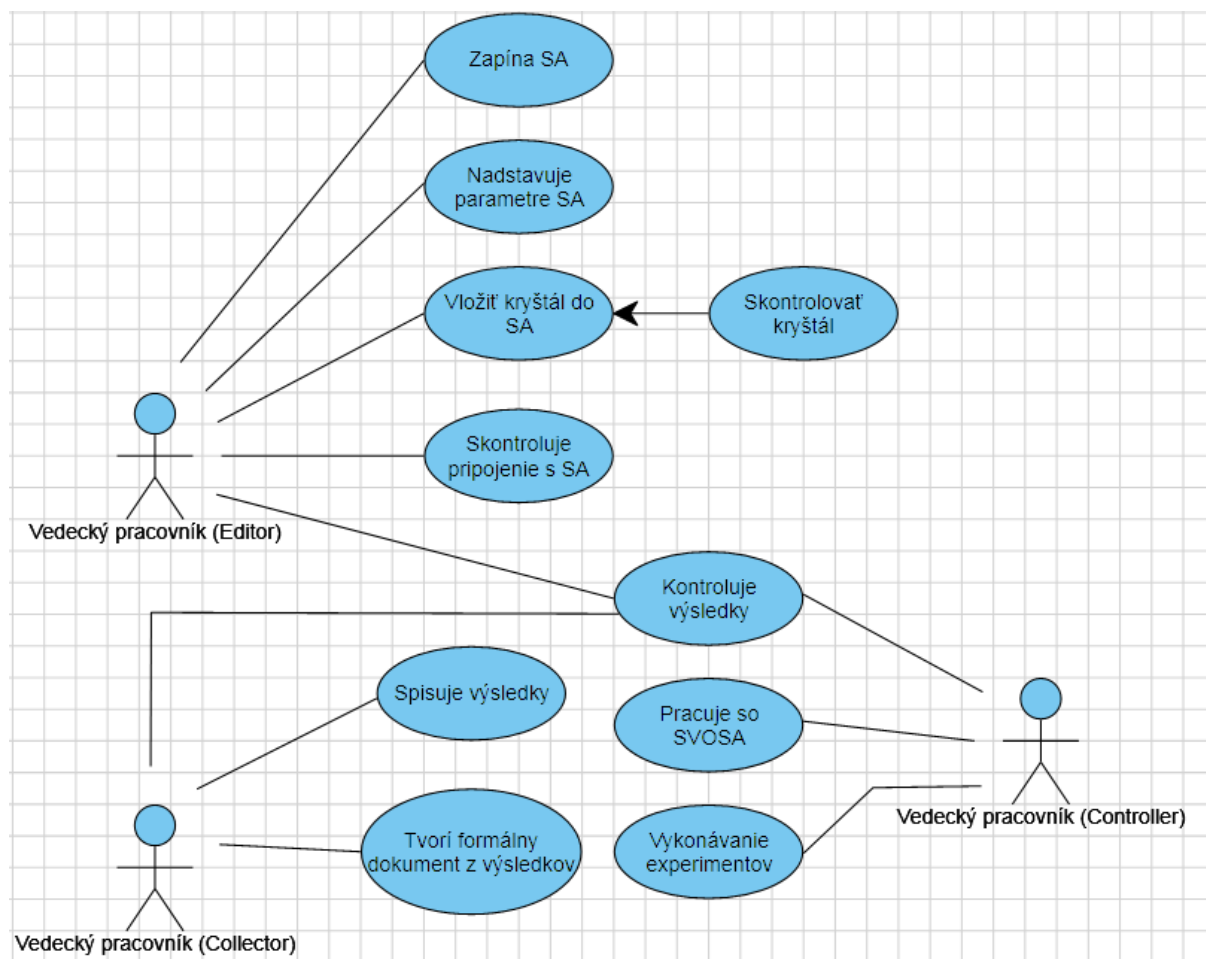 Zapína SA
Nadstavuje
parametre SA
Vložiť kryštál do
SA
Skontrolovať
kryštál
Skontroluje
pripojenie s SA
Vedecký pracovník (Editor)
Kontroluje
výsledky
Spisuje výsledky
Pracuje so
SVOSA
Vedecký pracovník (Controller)
Tvorí formálny
dokument z výsledkov
Vykonávanie
experimentov
Vedecký pracovník (Collector)